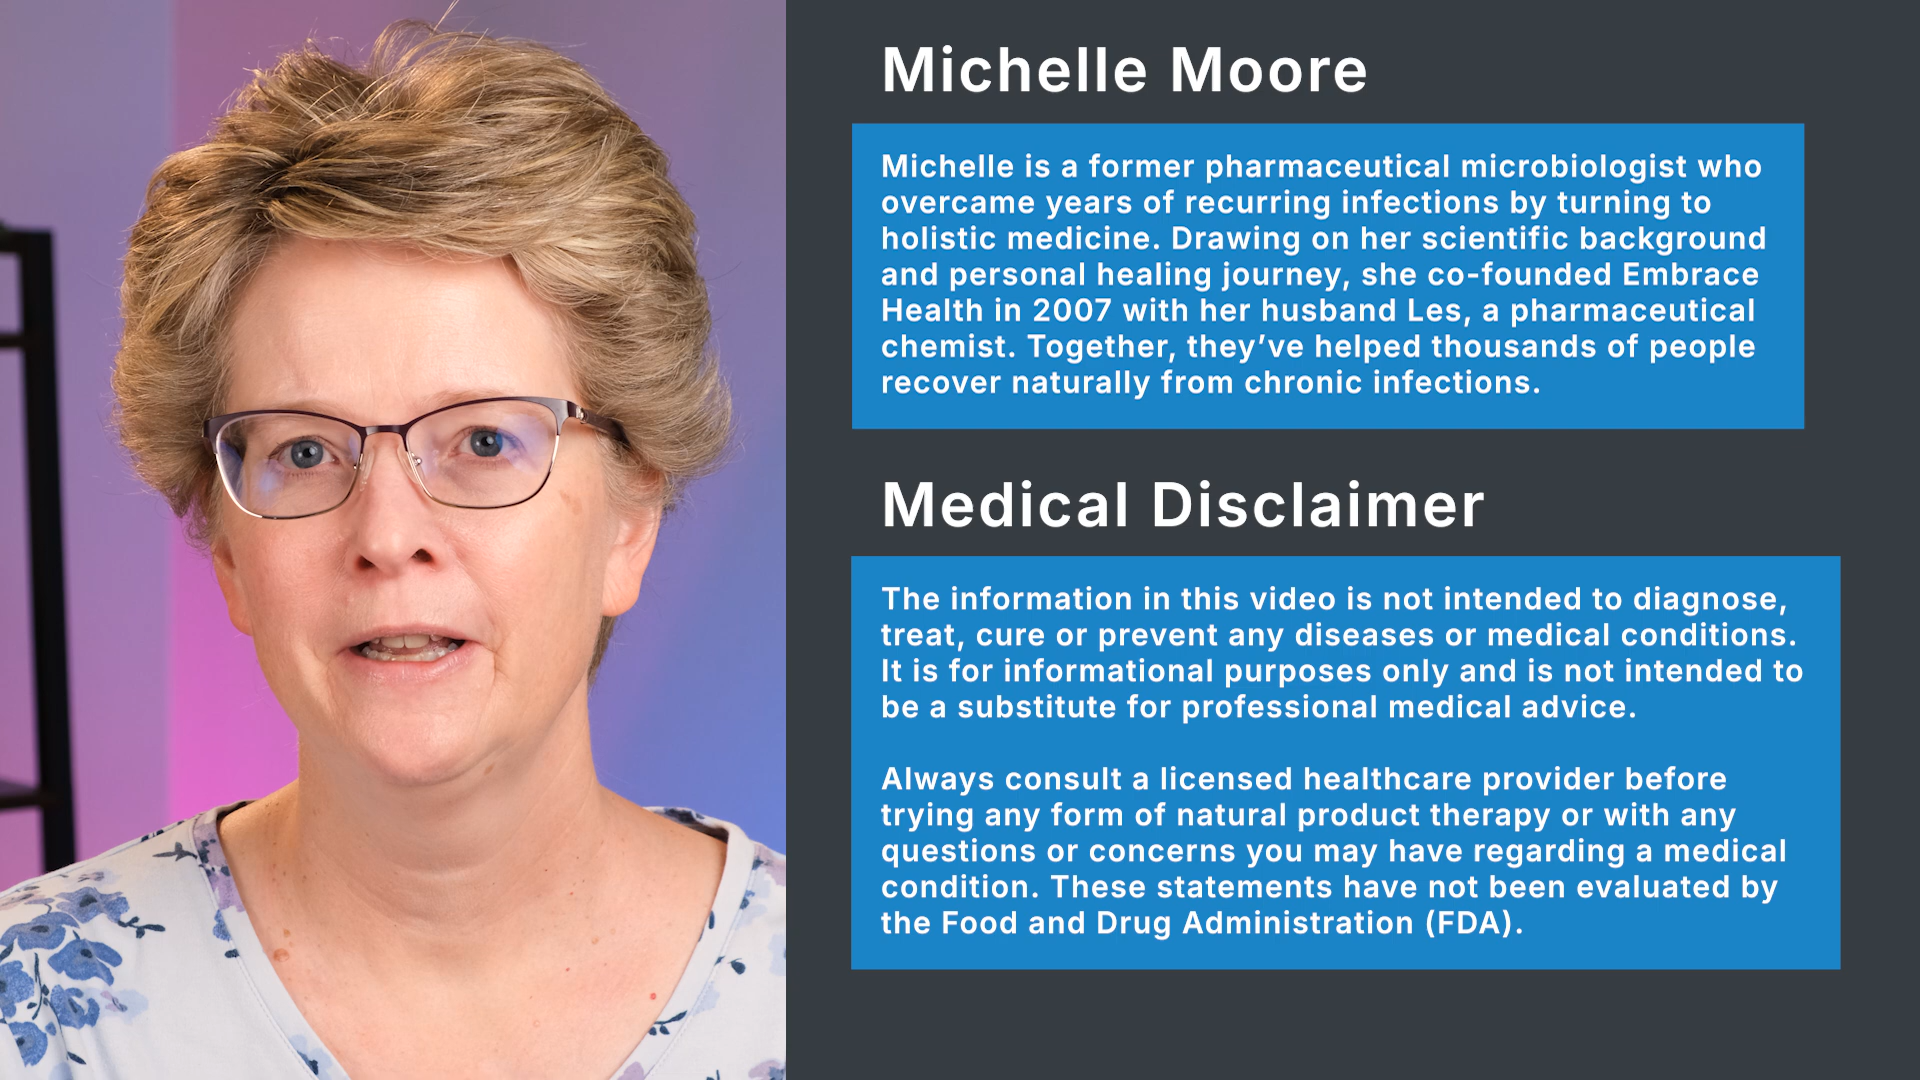 Michelle Moore
Michelle is a former pharmaceutical microbiologist who
overcame years of recurring infections by turning to
holistic medicine. Drawing on her scientific background
and personal healing journey, she co-founded Embrace
Health in 2007 with her husband Les, a pharmaceutical
chemist. Together, they’ve helped thousands of people
recover naturally from chronic infections.
Medical Disclaimer
The information in this video is not intended to diagnose,
treat, cure or prevent any diseases or medical conditions.
It is for informational purposes only and is not intended to
be a substitute for professional medical advice.
Always consult a licensed healthcare provider before
trying any form of natural product therapy or with any
questions or concerns you may have regarding a medical
condition. These statements have not been evaluated by
the Food and Drug Administration (FDA).